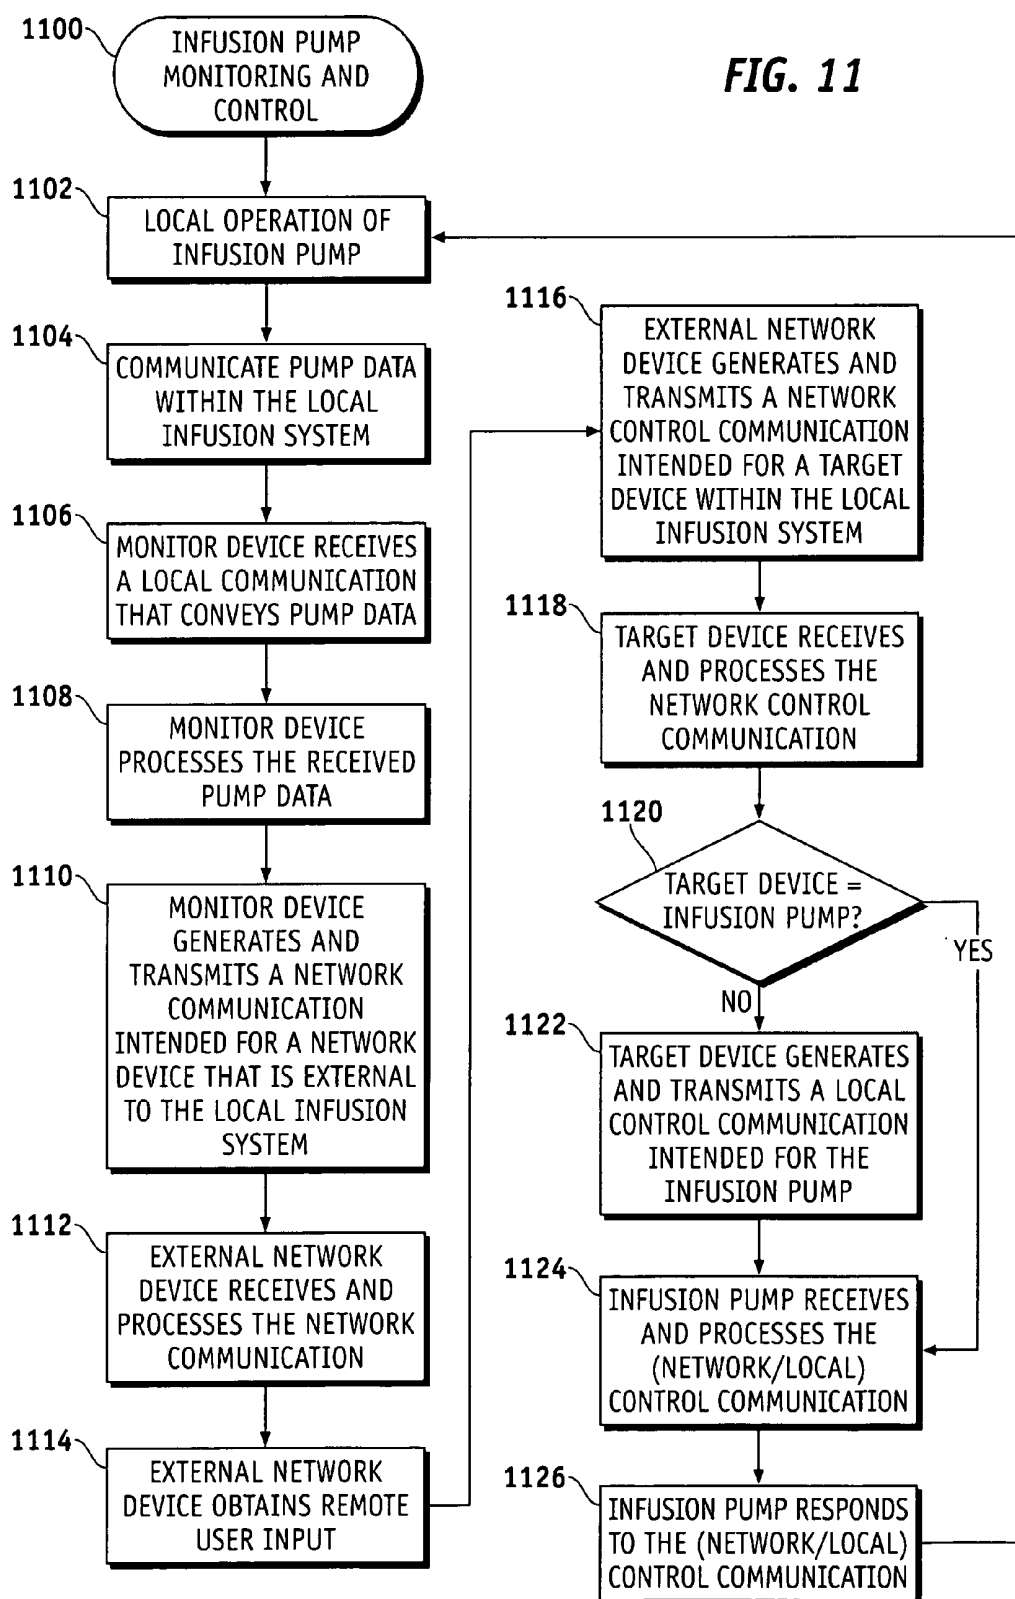 FIG. 11
1100
INFUSION PUMP
MONITORING AND
CONTROL
1102
LOCAL OPERATION OF
INFUSION PUMP
1104
COMMUNICATE PUMP DATA
WITHIN THE LOCAL
INFUSION SYSTEM
1106
MONITOR DEVICE RECEIVES
A LOCAL COMMUNICATION
THAT CONVEYS PUMP DATA
1108
MONITOR DEVICE
PROCESSES THE RECEIVED
PUMP DATA
1110
MONITOR DEVICE
GENERATES AND
TRANSMITS A NETWORK
COMMUNICATION
INTENDED FOR A NETWORK
DEVICE THAT IS EXTERNAL
TO THE LOCAL INFUSION
SYSTEM
1112
EXTERNAL NETWORK
DEVICE RECEIVES AND
PROCESSES THE NETWORK
COMMUNICATION
1114
EXTERNAL NETWORK
DEVICE OBTAINS REMOTE
USER INPUT
1116
EXTERNAL NETWORK
DEVICE GENERATES AND
TRANSMITS A NETWORK
CONTROL COMMUNICATION
INTENDED FOR A TARGET
DEVICE WITHIN THE LOCAL
INFUSION SYSTEM
1118
TARGET DEVICE RECEIVES
AND PROCESSES THE
NETWORK CONTROL
COMMUNICATION
1120
TARGET DEVICE =
INFUSION PUMP?
YES
NO
1122
TARGET DEVICE GENERATES
AND TRANSMITS A LOCAL
CONTROL COMMUNICATION
INTENDED FOR THE
INFUSION PUMP
1124
INFUSION PUMP RECEIVES
AND PROCESSES THE
(NETWORK/LOCAL)
CONTROL COMMUNICATION
1126
INFUSION PUMP RESPONDS
TO THE (NETWORK/LOCAL)
CONTROL COMMUNICATION